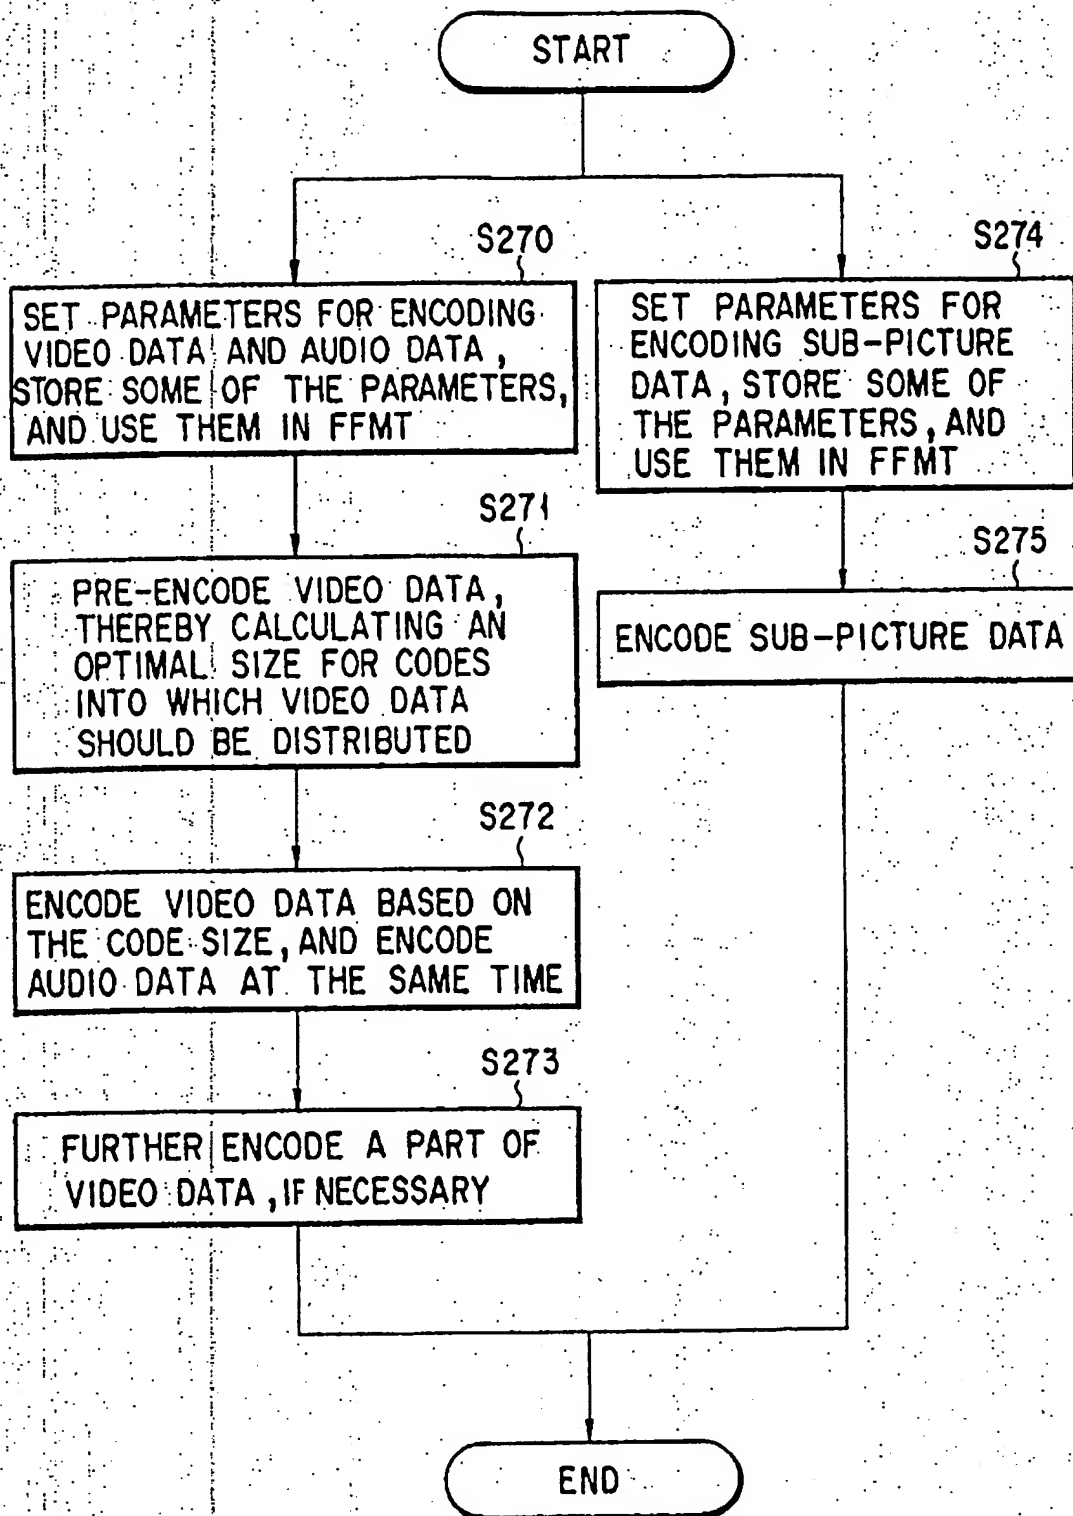 START
S270
SET PARAMETERS FOR ENCODING
VIDEO DATA AND AUDIO DATA,
STORE SOME OF THE PARAMETERS,
AND USE THEM IN FFMT
S271
PRE-ENCODE VIDEO DATA,
THEREBY CALCULATING AN
OPTIMAL SIZE FOR CODES
INTO WHICH VIDEO DATA
SHOULD BE DISTRIBUTED
S272
ENCODE VIDEO DATA BASED ON
THE CODE SIZE, AND ENCODE
AUDIO DATA AT THE SAME TIME
S273
FURTHER ENCODE A PART OF
VIDEO DATA, IF NECESSARY
S274
SET PARAMETERS FOR
ENCODING SUB-PICTURE
DATA, STORE SOME OF
THE PARAMETERS, AND
USE THEM IN FFMT
S275
ENCODE SUB-PICTURE DATA
END